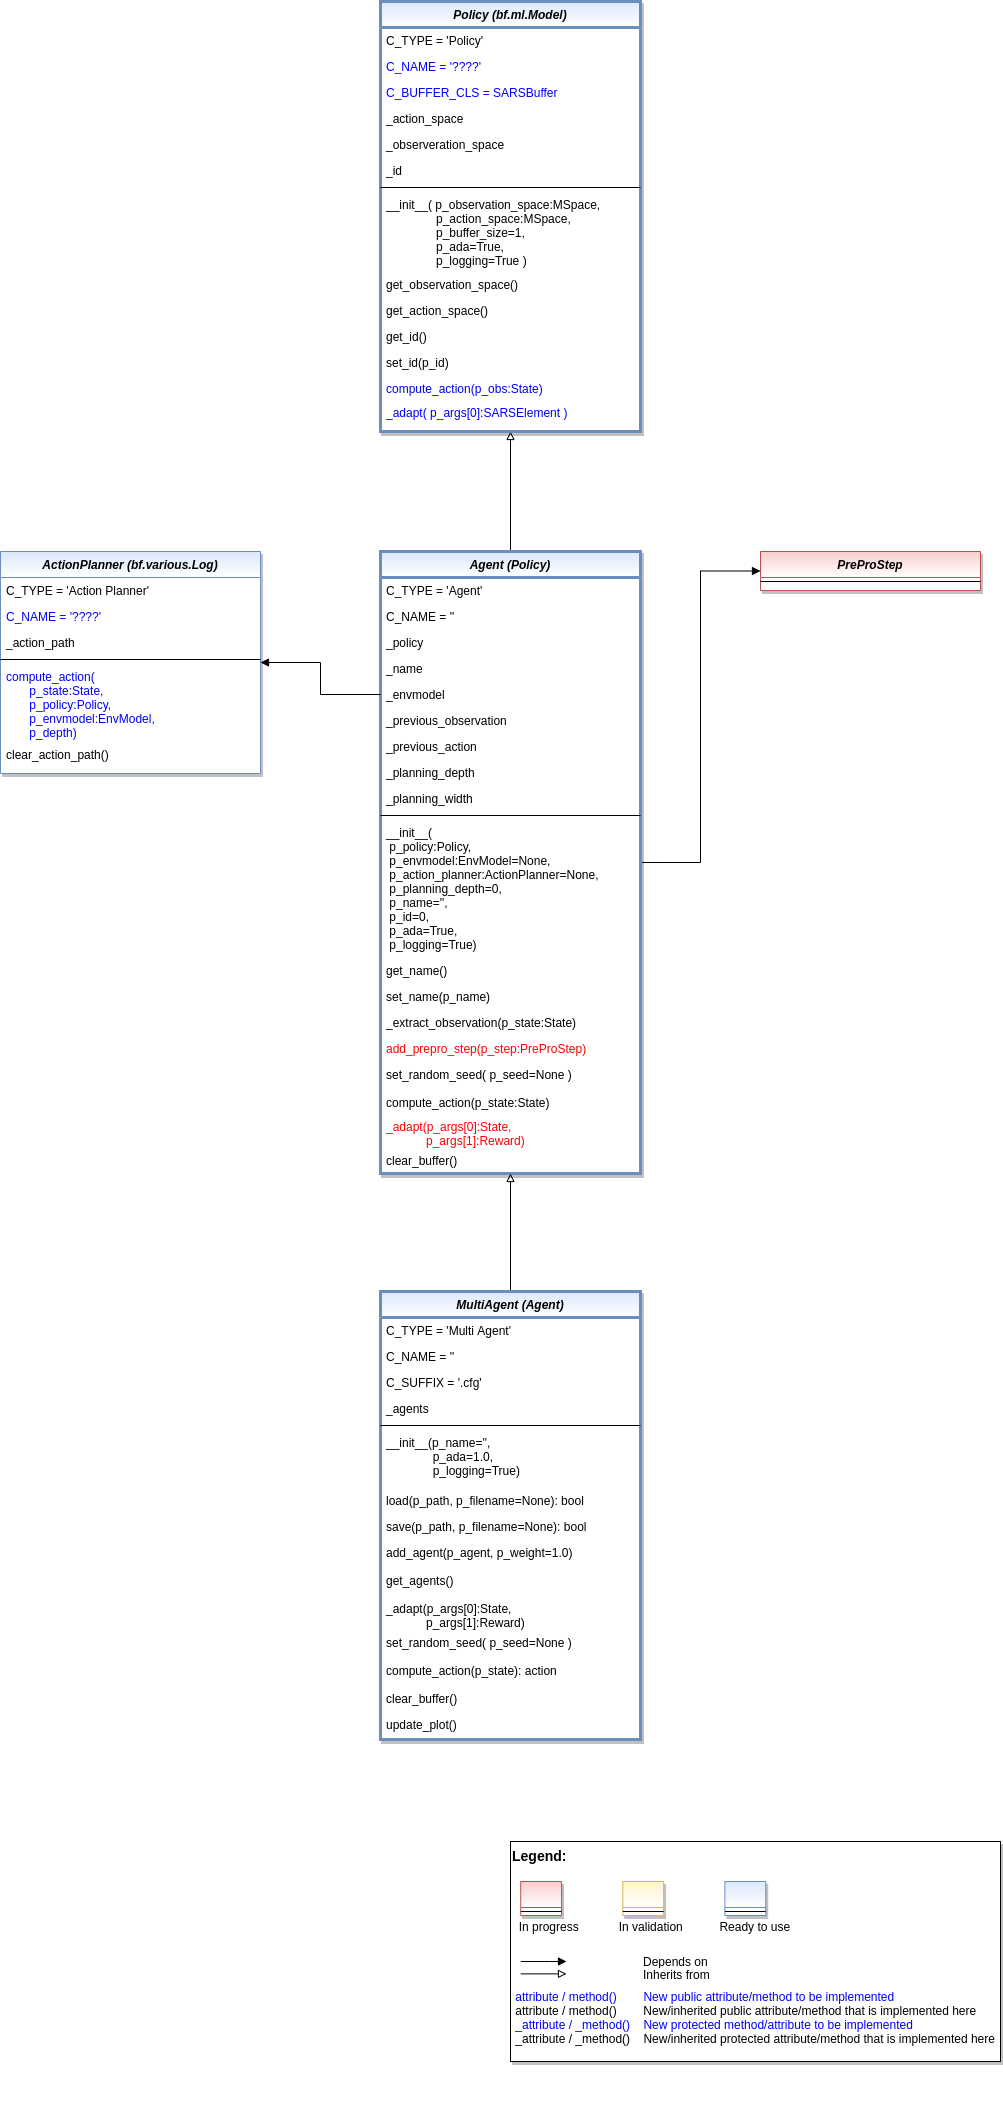 Policy (bf.ml.Model)
C_TYPE = 'Policy'
C_NAME = '????'
C_BUFFER_CLS = SARSBuffer
_action_space
_observeration_space
_id
__init__( p_observation_space:MSpace,
p_action_space:MSpace,
p_buffer_size=1,
p_ada=True,
p_logging=True )
get_observation_space()
get_action_space()
get_id()
set_id(p_id)
compute_action(p_obs:State)
_adapt( p_args[0]:SARSElement )
ActionPlanner (bf.various.Log)
C_TYPE = 'Action Planner'
C_NAME = '????'
_action_path
compute_action(
p_state:State,
p_policy:Policy,
p_envmodel:EnvModel,
p_depth)
clear_action_path()
Agent (Policy)
C_TYPE = 'Agent'
C_NAME = ''
_policy
_name
_envmodel
_previous_observation
_previous_action
_planning_depth
_planning_width
__init__(
p_policy:Policy,
p_envmodel:EnvModel=None,
p_action_planner:ActionPlanner=None,
p_planning_depth=0,
p_name='',
p_id=0,
p_ada=True,
p_logging=True)
get_name()
set_name(p_name)
_extract_observation(p_state:State)
add_prepro_step(p_step:PreProStep)
set_random_seed( p_seed=None )
compute_action(p_state:State)
_adapt(p_args[0]:State,
p_args[1]:Reward)
clear_buffer()
PreProStep
MultiAgent (Agent)
C_TYPE = 'Multi Agent'
C_NAME = ''
C_SUFFIX = '.cfg'
_agents
__init__(p_name='',
p_ada=1.0,
p_logging=True)
load(p_path, p_filename=None): bool
save(p_path, p_filename=None): bool
add_agent(p_agent, p_weight=1.0)
get_agents()
_adapt(p_args[0]:State,
p_args[1]:Reward)
set_random_seed( p_seed=None )
compute_action(p_state): action
clear_buffer()
update_plot()
Legend:
In progress In validation Ready to use
Depends on
Inherits from
attribute / method() New public attribute/method to be implemented
attribute / method() New/inherited public attribute/method that is implemented here
_attribute / _method() New protected method/attribute to be implemented
_attribute / _method() New/inherited protected attribute/method that is implemented here